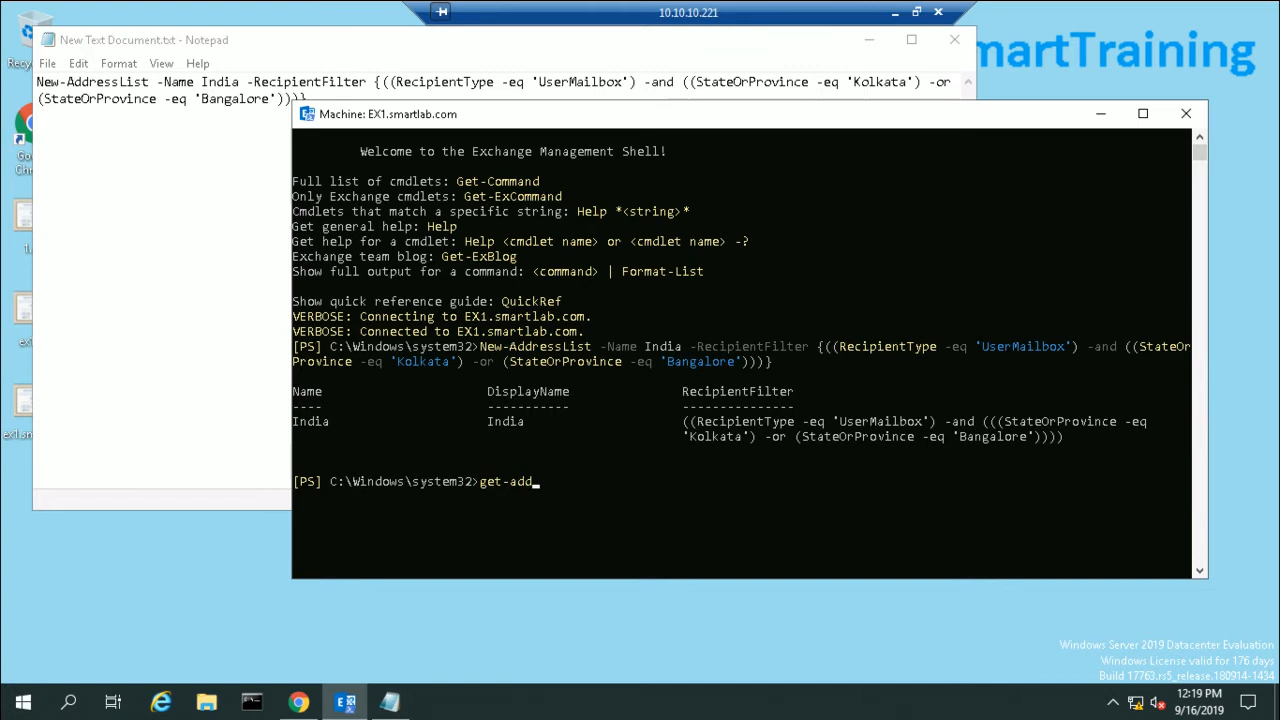 10.10.10.221
martTraining
New Text Document.txt - Notepad
File Edit Format View Help
New-AddressList -Name India -RecipientFilter {((RecipientType -eq 'UserMailbox') -and ((StateOrProvince -eq 'Kolkata') -or
(StateOrProvince -eq 'Bangalore')))}
Machine: EX1.smartlab.com
Welcome to the Exchange Management Shell!
Full list of cmdlets: Get-Command
Only Exchange cmdlets: Get-ExCommand
Cmdlets that match a specific string: Help *<string>*
Get general help: Help
Get help for a cmdlet: Help <cmdlet name> or <cmdlet name> -?
Exchange team blog: Get-ExBlog
Show full output for a command: <command> | Format-List
Show quick reference guide: QuickRef
VERBOSE: Connecting to EX1.smartlab.com.
VERBOSE: Connected to EX1.smartlab.com.
[PS] C:\Windows\system32>New-AddressList -Name India -RecipientFilter {((RecipientType -eq 'UserMailbox') -and ((StateOr
Province -eq 'Kolkata') -or (StateOrProvince -eq 'Bangalore')))}
Name DisplayName RecipientFilter
---- ----------- ---------------
India India ((RecipientType -eq 'UserMailbox') -and (((StateOrProvince -eq
'Kolkata') -or (StateOrProvince -eq 'Bangalore'))))
[PS] C:\Windows\system32>get-add_
Recy
Go
Ch
1.
ex
ex1.sn
Windows Server 2019 Datacenter Evaluation
Windows License valid for 176 days
Build 17763.rs5_release.180914-1434
12:19 PM
9/16/2019